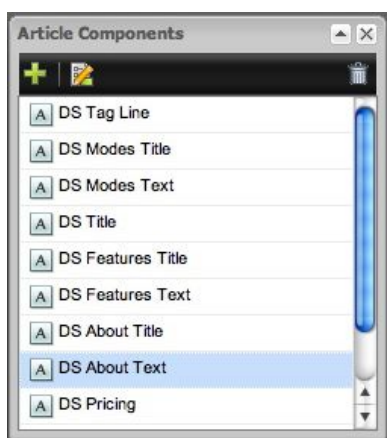 Article Components
A DS Tag Line
A DS Modes Title
A DS Modes Text
A DS Title
A DS Features Title
A DS Features Text
A DS About Title
A DS About Text
A DS Pricing